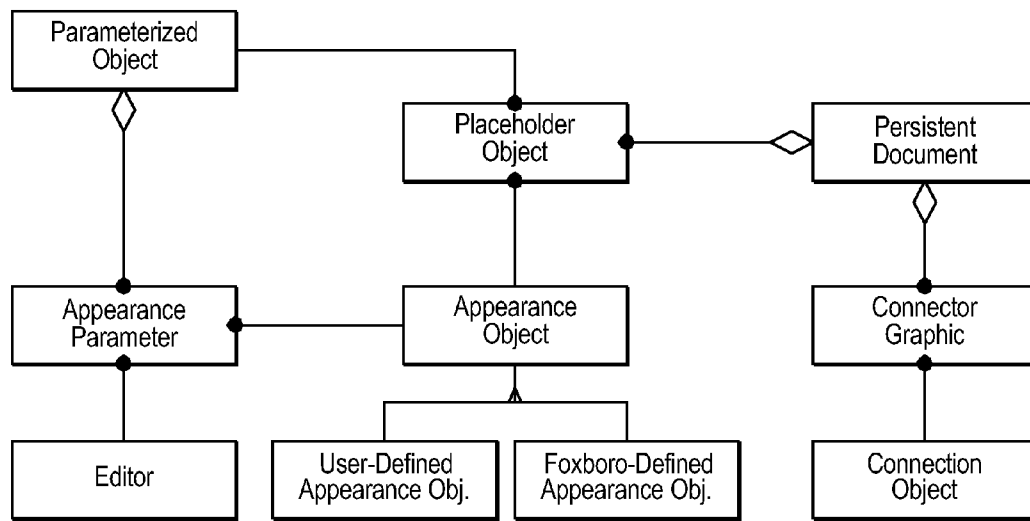 Parameterized
Object
Placeholder
Object
Persistent
Document
Appearance
Parameter
Appearance
Object
Connector
Graphic
Editor
User-Defined
Appearance Obj.
Foxboro-Defined
Appearance Obj.
Connection
Object